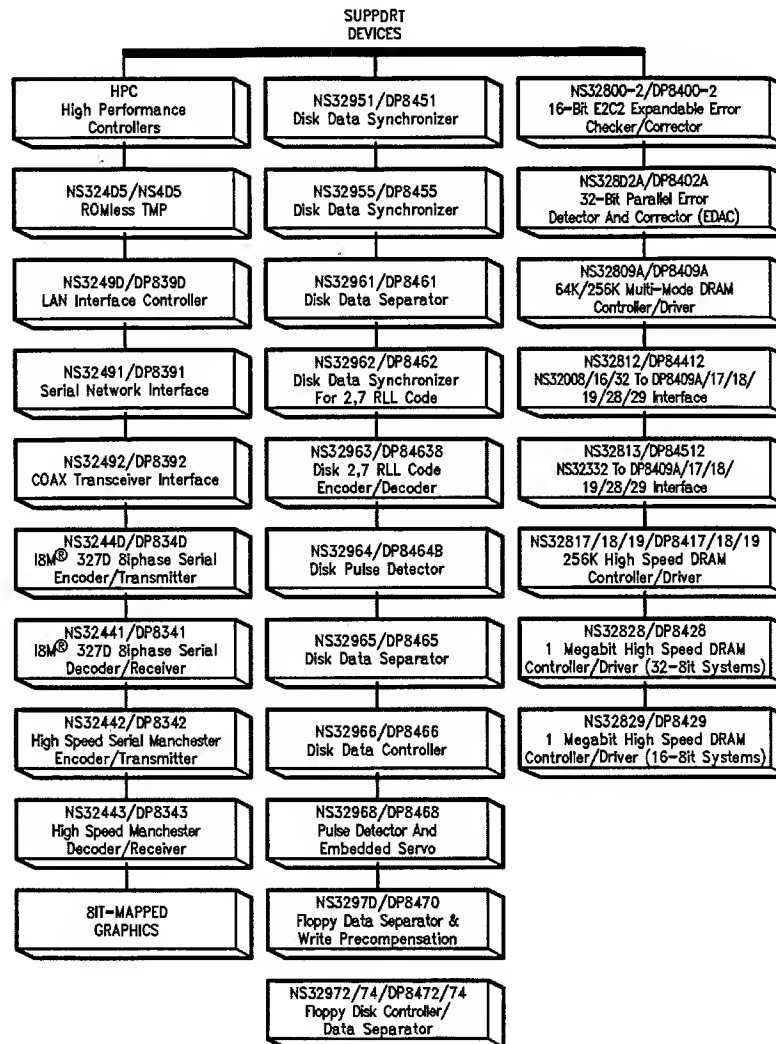 SUPPDRT
DEVICES
HPC
High Performance
Controllers
NS324D5/NS4D5
ROMless TMP
NS3249D/DP839D
LAN Interface Controller
NS32491/DP8391
Serial Network Interface
NS32492/DP8392
COAX Transceiver Interface
NS3244D/DP834D
I8M® 327D 8iphase Serial
Encoder/Transmitter
NS32441/DP8341
I8M® 327D 8iphase Serial
Decoder/Receiver
NS32442/DP8342
High Speed Serial Manchester
Encoder/Transmitter
NS32443/DP8343
High Speed Manchester
Decoder/Receiver
8IT-MAPPED
GRAPHICS
NS32951/DP8451
Disk Data Synchronizer
NS32955/DP8455
Disk Data Synchronizer
NS32961/DP8461
Disk Data Separator
NS32962/DP8462
Disk Data Synchronizer
For 2,7 RLL Code
NS32963/DP84638
Disk 2,7 RLL Code
Encoder/Decoder
NS32964/DP8464B
Disk Pulse Detector
NS32965/DP8465
Disk Data Separator
NS32966/DP8466
Disk Data Controller
NS32968/DP8468
Pulse Detector And
Embedded Servo
NS3297D/DP8470
Floppy Data Separator &
Write Precompensation
NS32972/74/DP8472/74
Floppy Disk Controller/
Data Separator
NS32800-2/DP8400-2
16-Bit E2C2 Expandable Error
Checker/Corrector
NS328D2A/DP8402A
32-Bit Parallel Error
Detector And Corrector (EDAC)
NS32809A/DP8409A
64K/256K Multi-Mode DRAM
Controller/Driver
NS32812/DP84412
NS32008/16/32 To DP8409A/17/18/
19/28/29 Interface
NS32813/DP84512
NS32332 To DP8409A/17/18/
19/28/29 Interface
NS32817/18/19/DP8417/18/19
256K High Speed DRAM
Controller/Driver
NS32828/DP8428
1 Megabit High Speed DRAM
Controller/Driver (32-8it Systems)
NS32829/DP8429
1 Megabit High Speed DRAM
Controller/Driver (16-8it Systems)